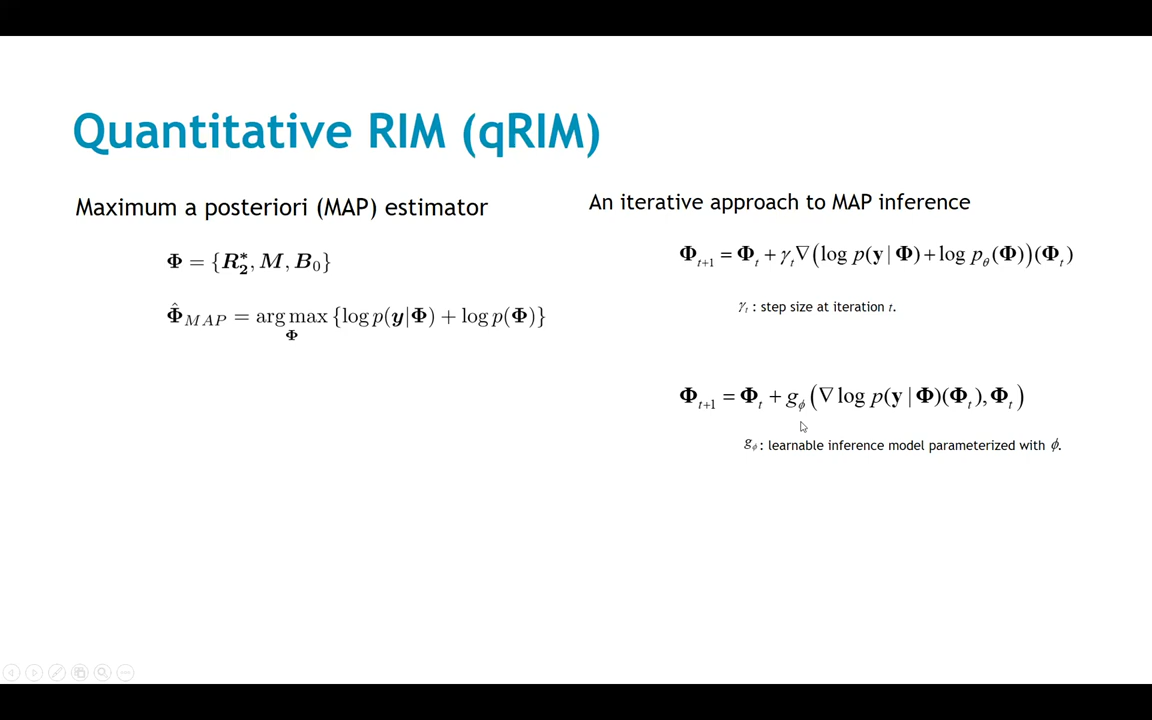 Quantitative RIM (qRIM)
Maximum a posteriori (MAP) estimator
Φ = {R₂*, M, B₀}
Φ̂_MAP = arg max_Φ {log p(y|Φ) + log p(Φ)}
An iterative approach to MAP inference
Φ_{t+1} = Φ_t + γ_t ∇(log p(y | Φ) + log p_θ(Φ))(Φ_t)
γ_t : step size at iteration t.
Φ_{t+1} = Φ_t + g_ϕ(∇ log p(y | Φ)(Φ_t), Φ_t)
g_ϕ : learnable inference model parameterized with ϕ.